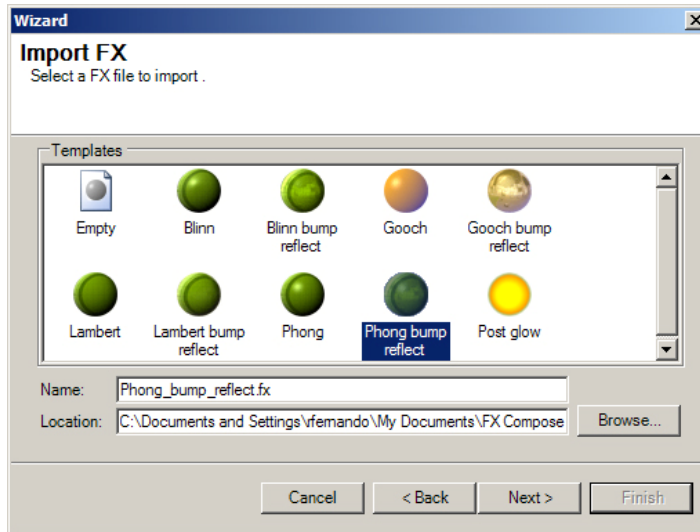 Wizard
Import FX
Select a FX file to import .
Templates
Empty
Blinn
Blinn bump
reflect
Gooch
Gooch bump
reflect
Lambert
Lambert bump
reflect
Phong
Phong bump
reflect
Post glow
Name:
Phong_bump_reflect.fx
Location:
C:\Documents and Settings\rfernando\My Documents\FX Compose
Browse...
Cancel
< Back
Next >
Finish